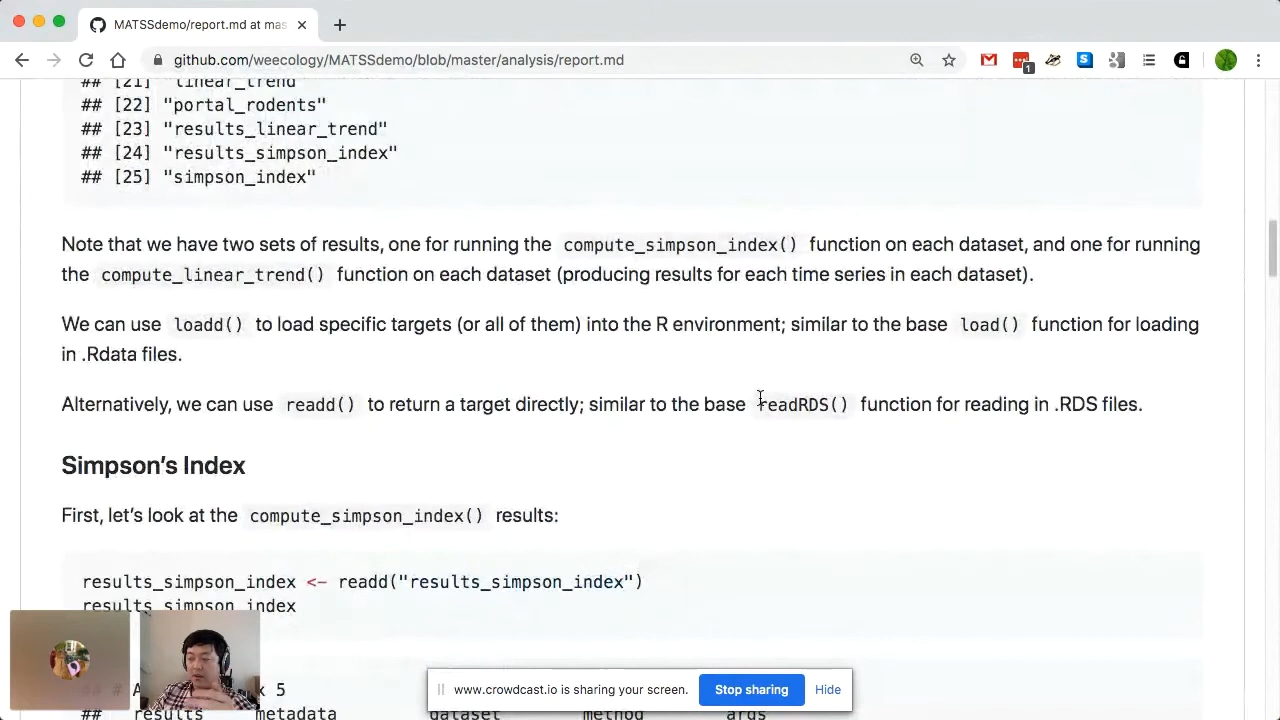 MATSSdemo/report.md at mas
github.com/weecology/MATSSdemo/blob/master/analysis/report.md
1
## [21] "linear_trend"
## [22] "portal_rodents"
## [23] "results_linear_trend"
## [24] "results_simpson_index"
## [25] "simpson_index"
Note that we have two sets of results, one for running the compute_simpson_index() function on each dataset, and one for running
the compute_linear_trend() function on each dataset (producing results for each time series in each dataset).
We can use loadd() to load specific targets (or all of them) into the R environment; similar to the base load() function for loading
in .Rdata files.
Alternatively, we can use readd() to return a target directly; similar to the base readRDS() function for reading in .RDS files.
Simpson’s Index
First, let’s look at the compute_simpson_index() results:
results_simpson_index <- readd("results_simpson_index")
results_simpson_index
www.crowdcast.io is sharing your screen.
Stop sharing
Hide
## results metadata dataset method args